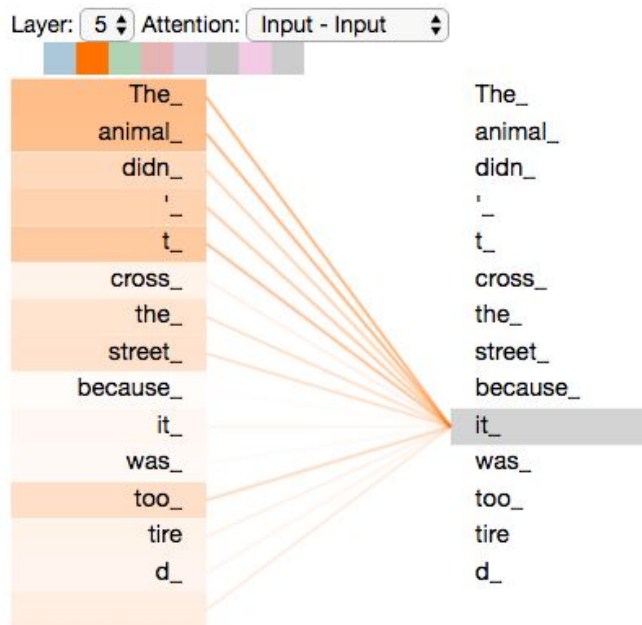 Layer: 5 Attention: Input - Input
The_ The_
animal_ animal_
didn_ didn_
'_ '_
t_ t_
cross_ cross_
the_ the_
street_ street_
because_ because_
it_ it_
was_ was_
too_ too_
tire tire
d_ d_